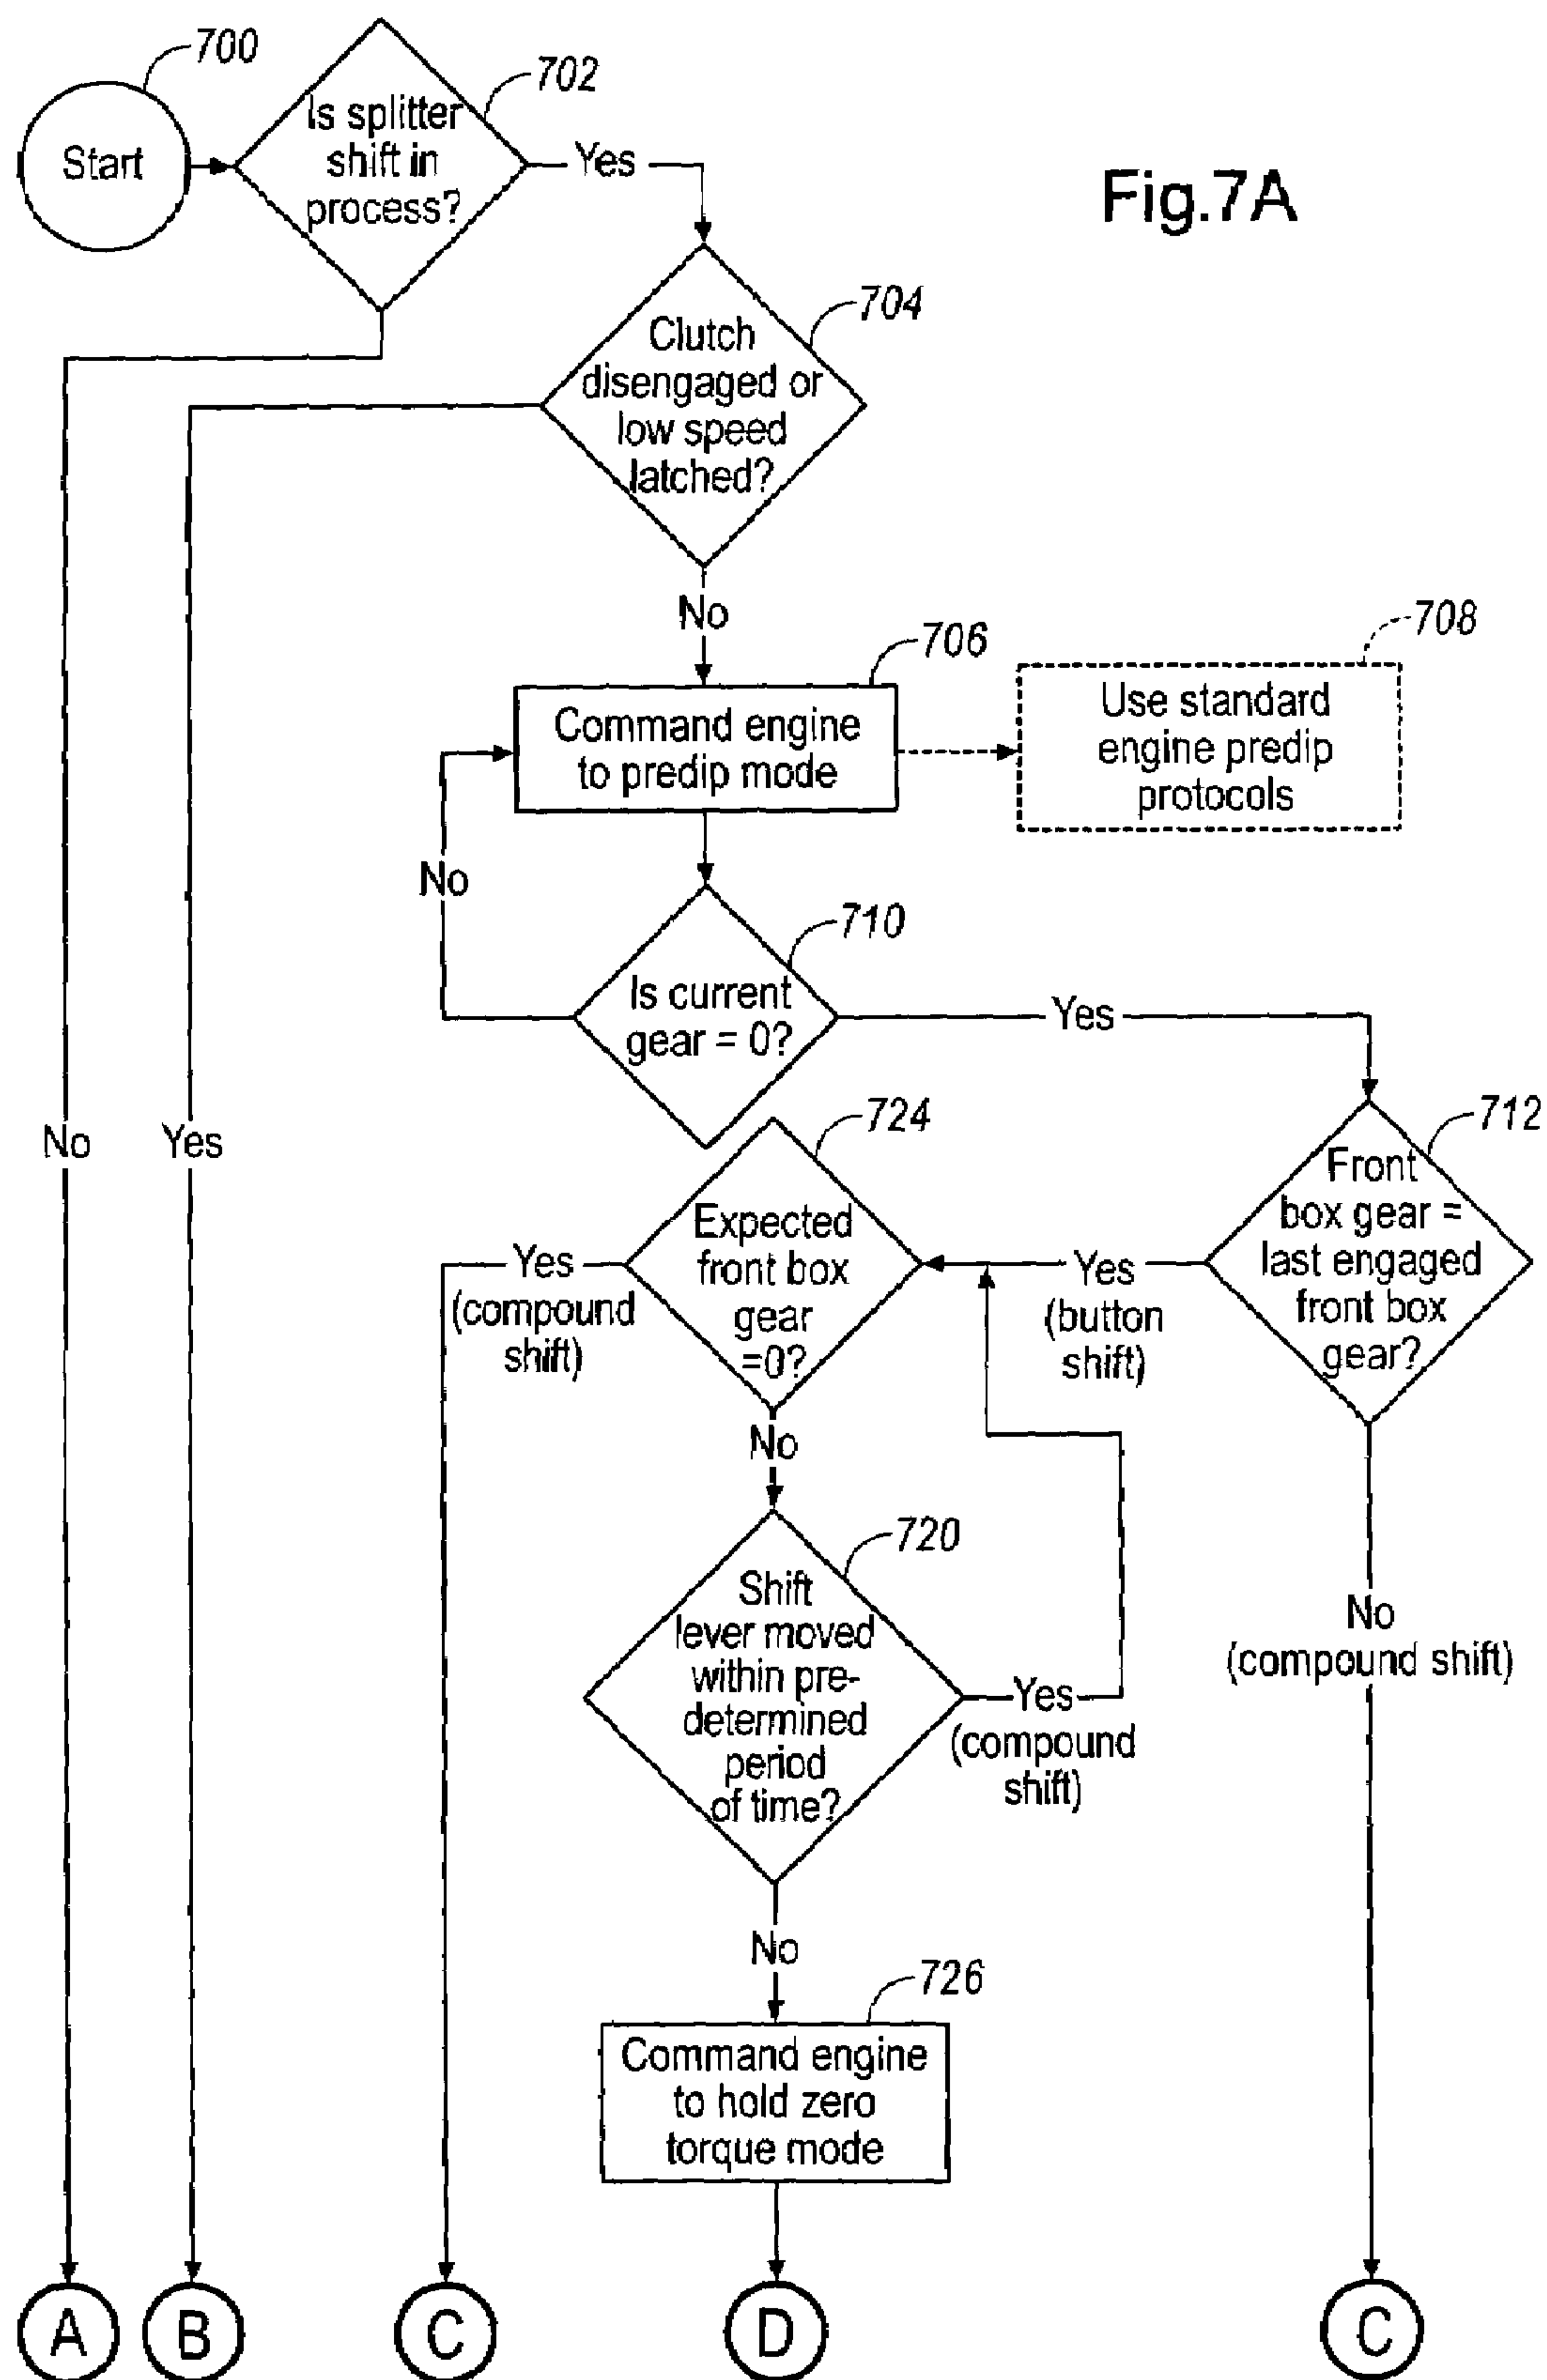 700
Start
Is splitter
shift in
process?
702
Yes
Fig.7A
704
Clutch
disengaged or
low speed
latched?
No
706
Command engine
to predip mode
708
Use standard
engine predip
protocols
No
710
Is current
gear = 0?
Yes
No
Yes
724
Expected
front box
gear
=0?
Yes
(compound
shift)
Yes
(button
shift)
712
Front
box gear =
last engaged
front box
gear?
No
720
Shift
lever moved
within pre-
determined
period
of time?
Yes
(compound
shift)
No
(compound shift)
No
726
Command engine
to hold zero
torque mode
A
B
C
D
C